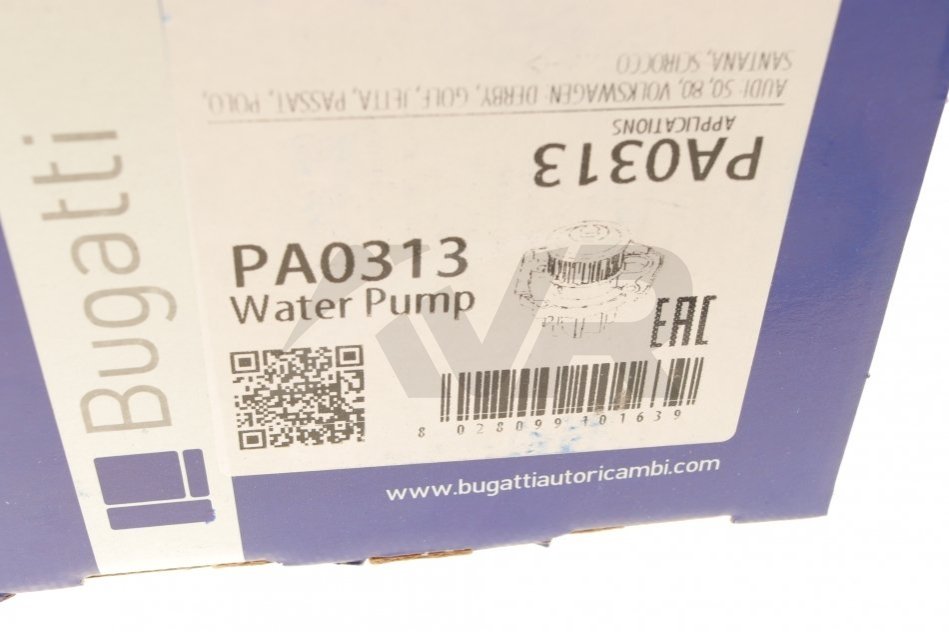 PA0313
APPLICATIONS
AUDI: 50, 80, VOLKSWAGEN: DERBY, GOLF, JETTA, PASSAT, POLO,
SANTANA, SCIROCCO
Bugatti
PA0313
Water Pump
EAC
8 028099 101639
www.bugattiautoricambi.com
VR